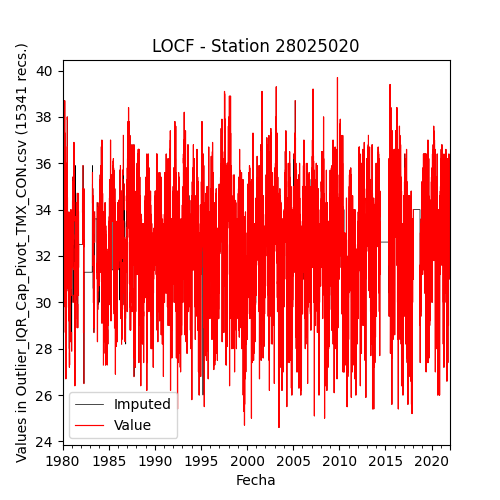 LOCF - Station 28025020
Values in Outlier_IQR_Cap_Pivot_TMX_CON.csv (15341 recs.)
40
38
36
34
32
30
28
26
24
Imputed
Value
1980 1985 1990 1995 2000 2005 2010 2015 2020
Fecha